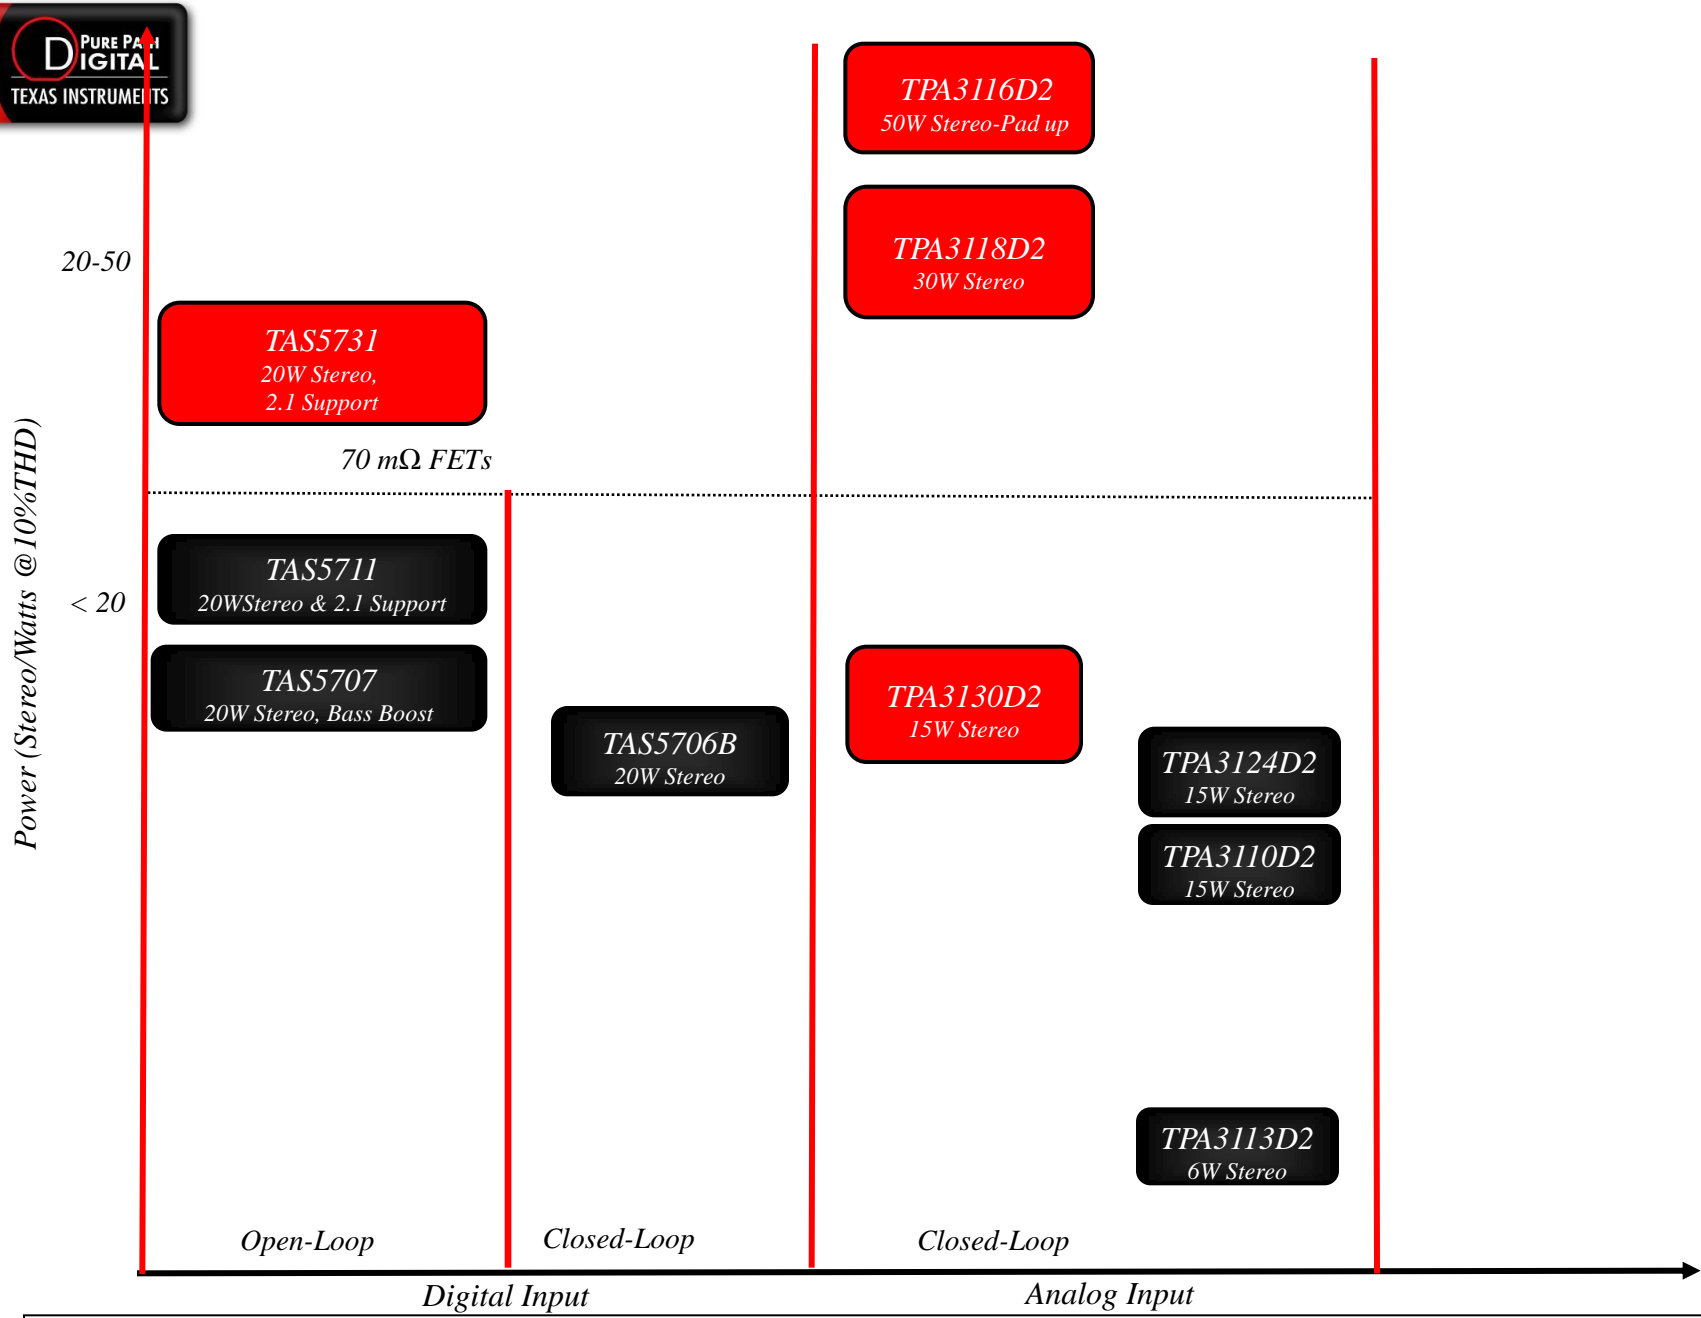 PURE PATH
DIGITAL
TEXAS INSTRUMENTS
TPA3116D2
50W Stereo-Pad up
TPA3118D2
30W Stereo
20-50
TAS5731
20W Stereo,
2.1 Support
70 mΩ FETs
Power (Stereo/Watts @10%THD)
< 20
TAS5711
20WStereo & 2.1 Support
TAS5707
20W Stereo, Bass Boost
TAS5706B
20W Stereo
TPA3130D2
15W Stereo
TPA3124D2
15W Stereo
TPA3110D2
15W Stereo
TPA3113D2
6W Stereo
Open-Loop
Closed-Loop
Closed-Loop
Digital Input
Analog Input